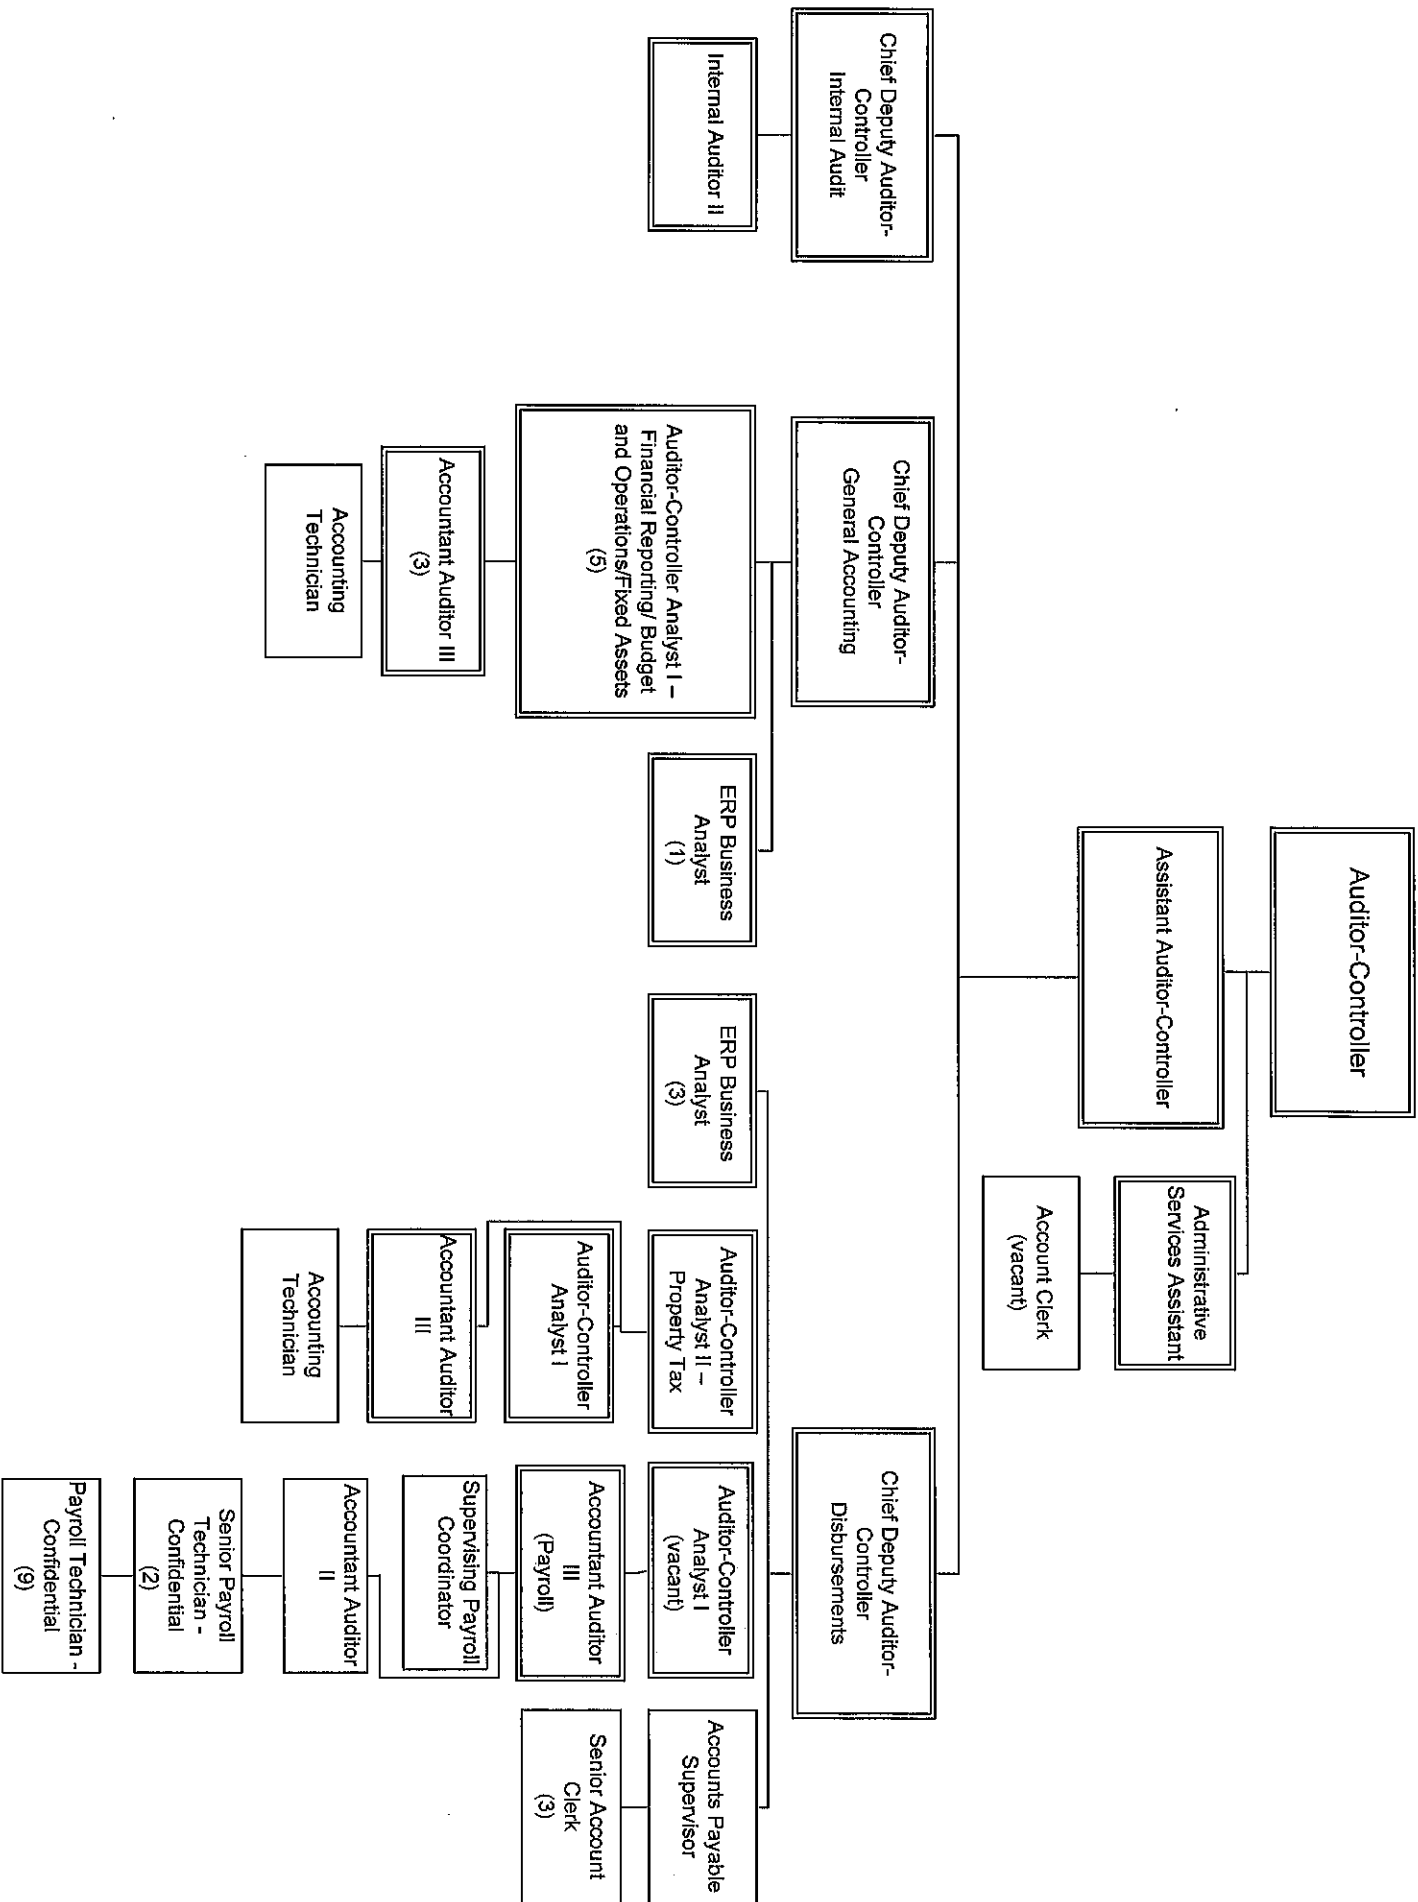 Auditor-Controller
Assistant Auditor-Controller
Administrative
Services Assistant
Account Clerk
(vacant)
Chief Deputy Auditor-
Controller
Internal Audit
Internal Auditor II
Chief Deputy Auditor-
Controller
General Accounting
Auditor-Controller Analyst I –
Financial Reporting/ Budget
and Operations/Fixed Assets
(5)
Accountant Auditor III
(3)
Accounting
Technician
ERP Business
Analyst
(1)
Chief Deputy Auditor-
Controller
Disbursements
ERP Business
Analyst
(3)
Auditor-Controller
Analyst II –
Property Tax
Auditor-Controller
Analyst I
Accountant Auditor
III
Accounting
Technician
Auditor-Controller
Analyst I
(vacant)
Accountant Auditor
III
(Payroll)
Supervising Payroll
Coordinator
Accountant Auditor
II
Senior Payroll
Technician -
Confidential
(2)
Payroll Technician -
Confidential
(9)
Accounts Payable
Supervisor
Senior Account
Clerk
(3)